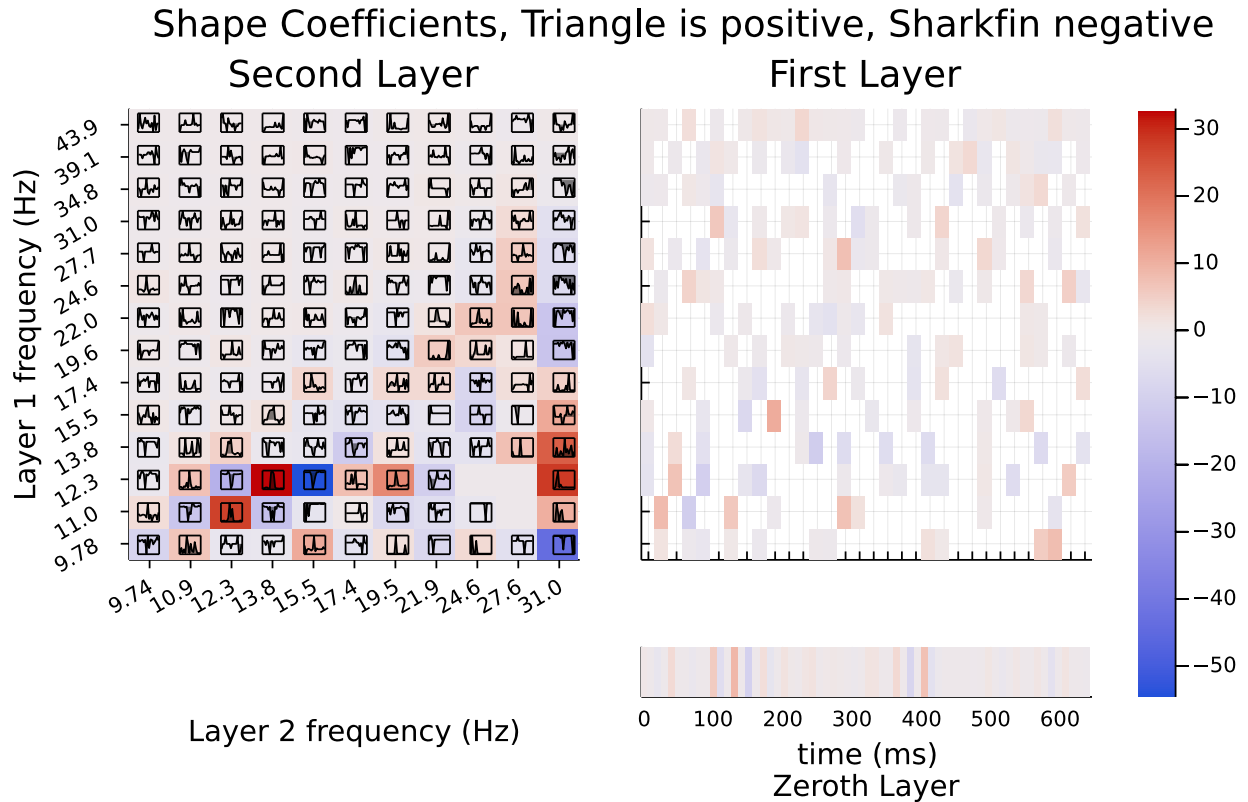 Shape Coefficients, Triangle is positive, Sharkfin negative
Second Layer
First Layer
Layer 1 frequency (Hz)
43.9
39.1
34.8
31.0
27.7
24.6
22.0
19.6
17.4
15.5
13.8
12.3
11.0
9.78
9.74 10.9 12.3 13.8 15.5 17.4 19.5 21.9 24.6 27.6 31.0
Layer 2 frequency (Hz)
30
20
10
0
−10
−20
−30
−40
−50
0 100 200 300 400 500 600
time (ms)
Zeroth Layer